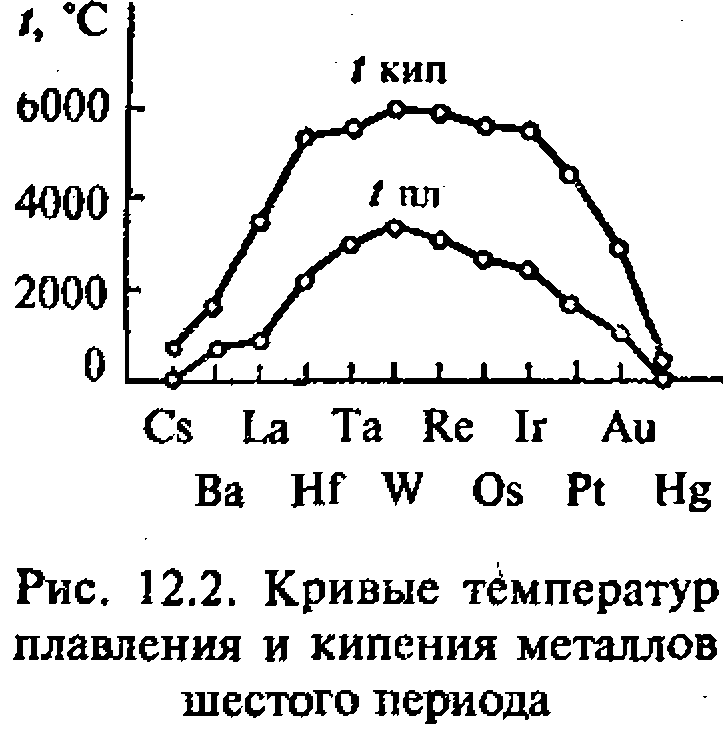 t, °C
t кип
6000
t пл
4000
2000
0
Cs La Ta Re Ir Au
Ba Hf W Os Pt Hg
Рис. 12.2. Кривые температур
плавления и кипения металлов
шестого периода